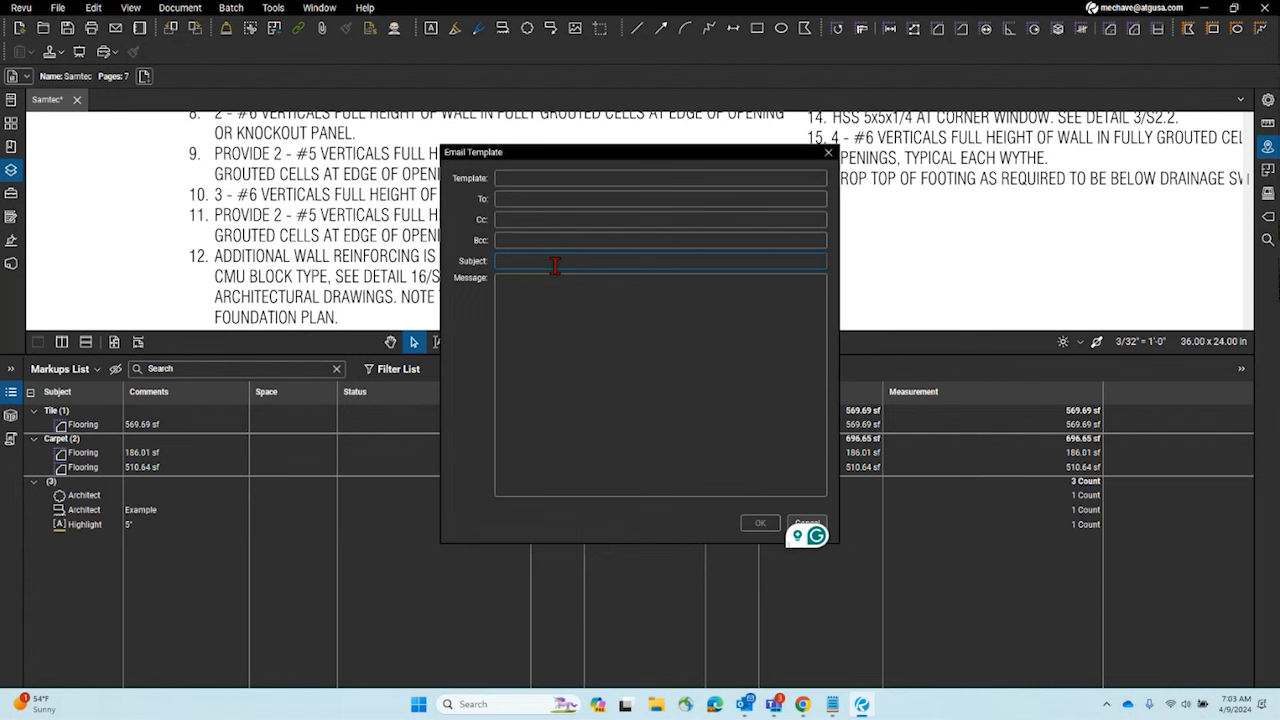 Revu File Edit View Document Batch Tools Window Help mechave@atgusa.com
Name: Samtec Pages: 7
Samtec*
8. 2 - #6 VERTICALS FULL HEIGHT OF WALL IN FULLY GROUTED CELLS AT EDGE OF OPENING
OR KNOCKOUT PANEL.
9. PROVIDE 2 - #5 VERTICALS FULL H
GROUTED CELLS AT EDGE OF OPENI
10. 3 - #6 VERTICALS FULL HEIGHT OF
11. PROVIDE 2 - #5 VERTICALS FULL H
GROUTED CELLS AT EDGE OF OPENI
12. ADDITIONAL WALL REINFORCING IS
CMU BLOCK TYPE, SEE DETAIL 16/S
ARCHITECTURAL DRAWINGS. NOTE
FOUNDATION PLAN.
14. HSS 5x5x1/4 AT CORNER WINDOW. SEE DETAIL 3/S2.2.
15. 4 - #6 VERTICALS FULL HEIGHT OF WALL IN FULLY GROUTED CEL
PENINGS, TYPICAL EACH WYTHE.
ROP TOP OF FOOTING AS REQUIRED TO BE BELOW DRAINAGE SW
Email Template
Template:
To:
Cc:
Bcc:
Subject:
Message:
OK Cancel
3/32" = 1'-0" 36.00 x 24.00 in
Markups List Search Filter List
Subject Comments Space Status Measurement
Tile (1) 569.69 sf 569.69 sf
Flooring 569.69 sf 569.69 sf 569.69 sf
Carpet (2) 696.65 sf 696.65 sf
Flooring 186.01 sf 186.01 sf 186.01 sf
Flooring 510.64 sf 510.64 sf 510.64 sf
(3) 3 Count
Architect 1 Count
Architect Example 1 Count
Highlight 5" 1 Count
1 54°F
Sunny
Search
3
7:03 AM
4/9/2024